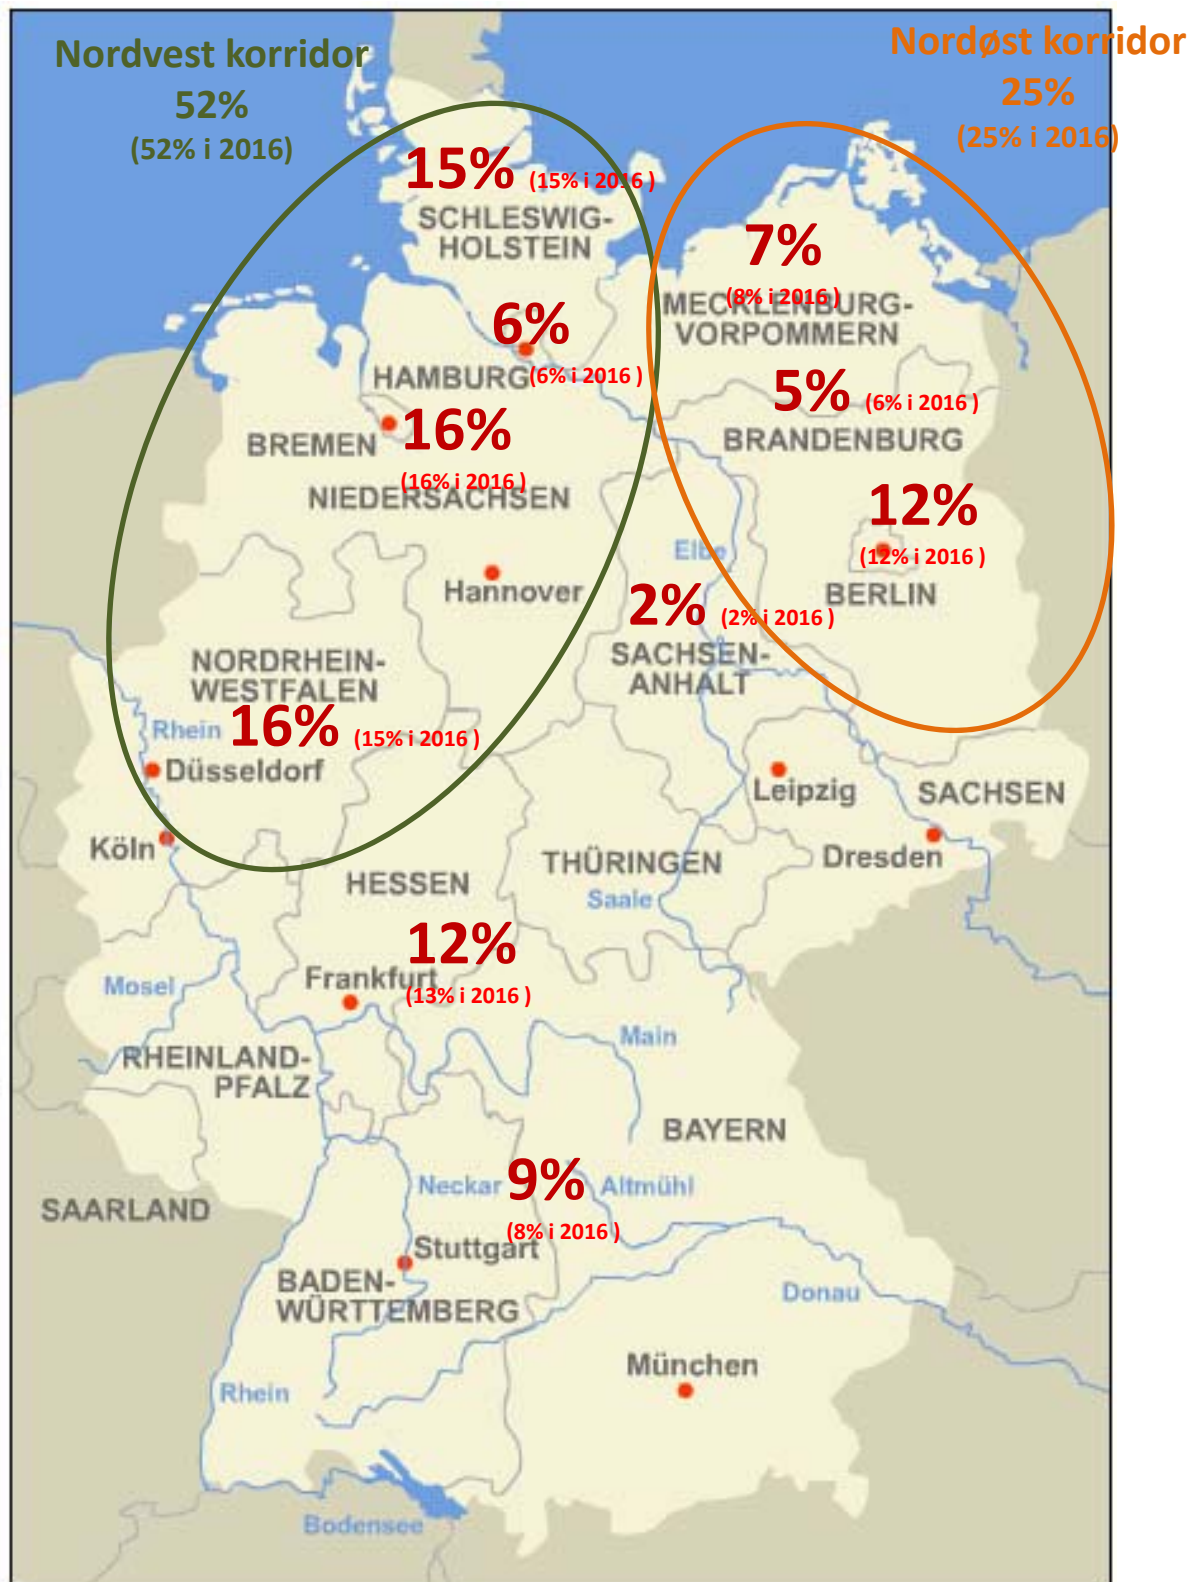 Nordvest korridor
52%
(52% i 2016)
Nordøst korridor
25%
(25% i 2016)
15% (15% i 2016 )
SCHLESWIG-
HOLSTEIN
7%
(8% i 2016 )
MECKLENBURG-
VORPOMMERN
6%
HAMBURG (6% i 2016 )
5% (6% i 2016 )
BRANDENBURG
BREMEN 16%
(16% i 2016 )
NIEDERSACHSEN
12%
(12% i 2016 )
BERLIN
Elbe
Hannover
2% (2% i 2016 )
SACHSEN-
ANHALT
NORDRHEIN-
WESTFALEN
Rhein 16% (15% i 2016 )
Düsseldorf
Leipzig
SACHSEN
Köln
Dresden
HESSEN
THÜRINGEN
Saale
12%
Frankfurt
(13% i 2016 )
Mosel
Main
RHEINLAND-
PFALZ
BAYERN
Neckar 9% Altmühl
(8% i 2016 )
SAARLAND
Stuttgart
BADEN-
WÜRTTEMBERG
Donau
München
Rhein
Bodensee